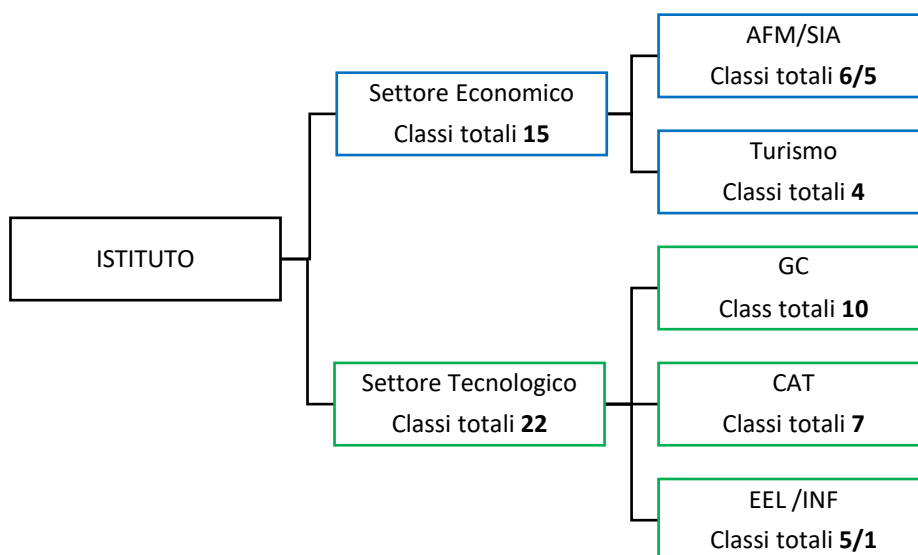 ISTITUTO
Settore Economico
Classi totali 15
AFM/SIA
Classi totali 6/5
Turismo
Classi totali 4
Settore Tecnologico
Classi totali 22
GC
Class totali 10
CAT
Classi totali 7
EEL /INF
Classi totali 5/1